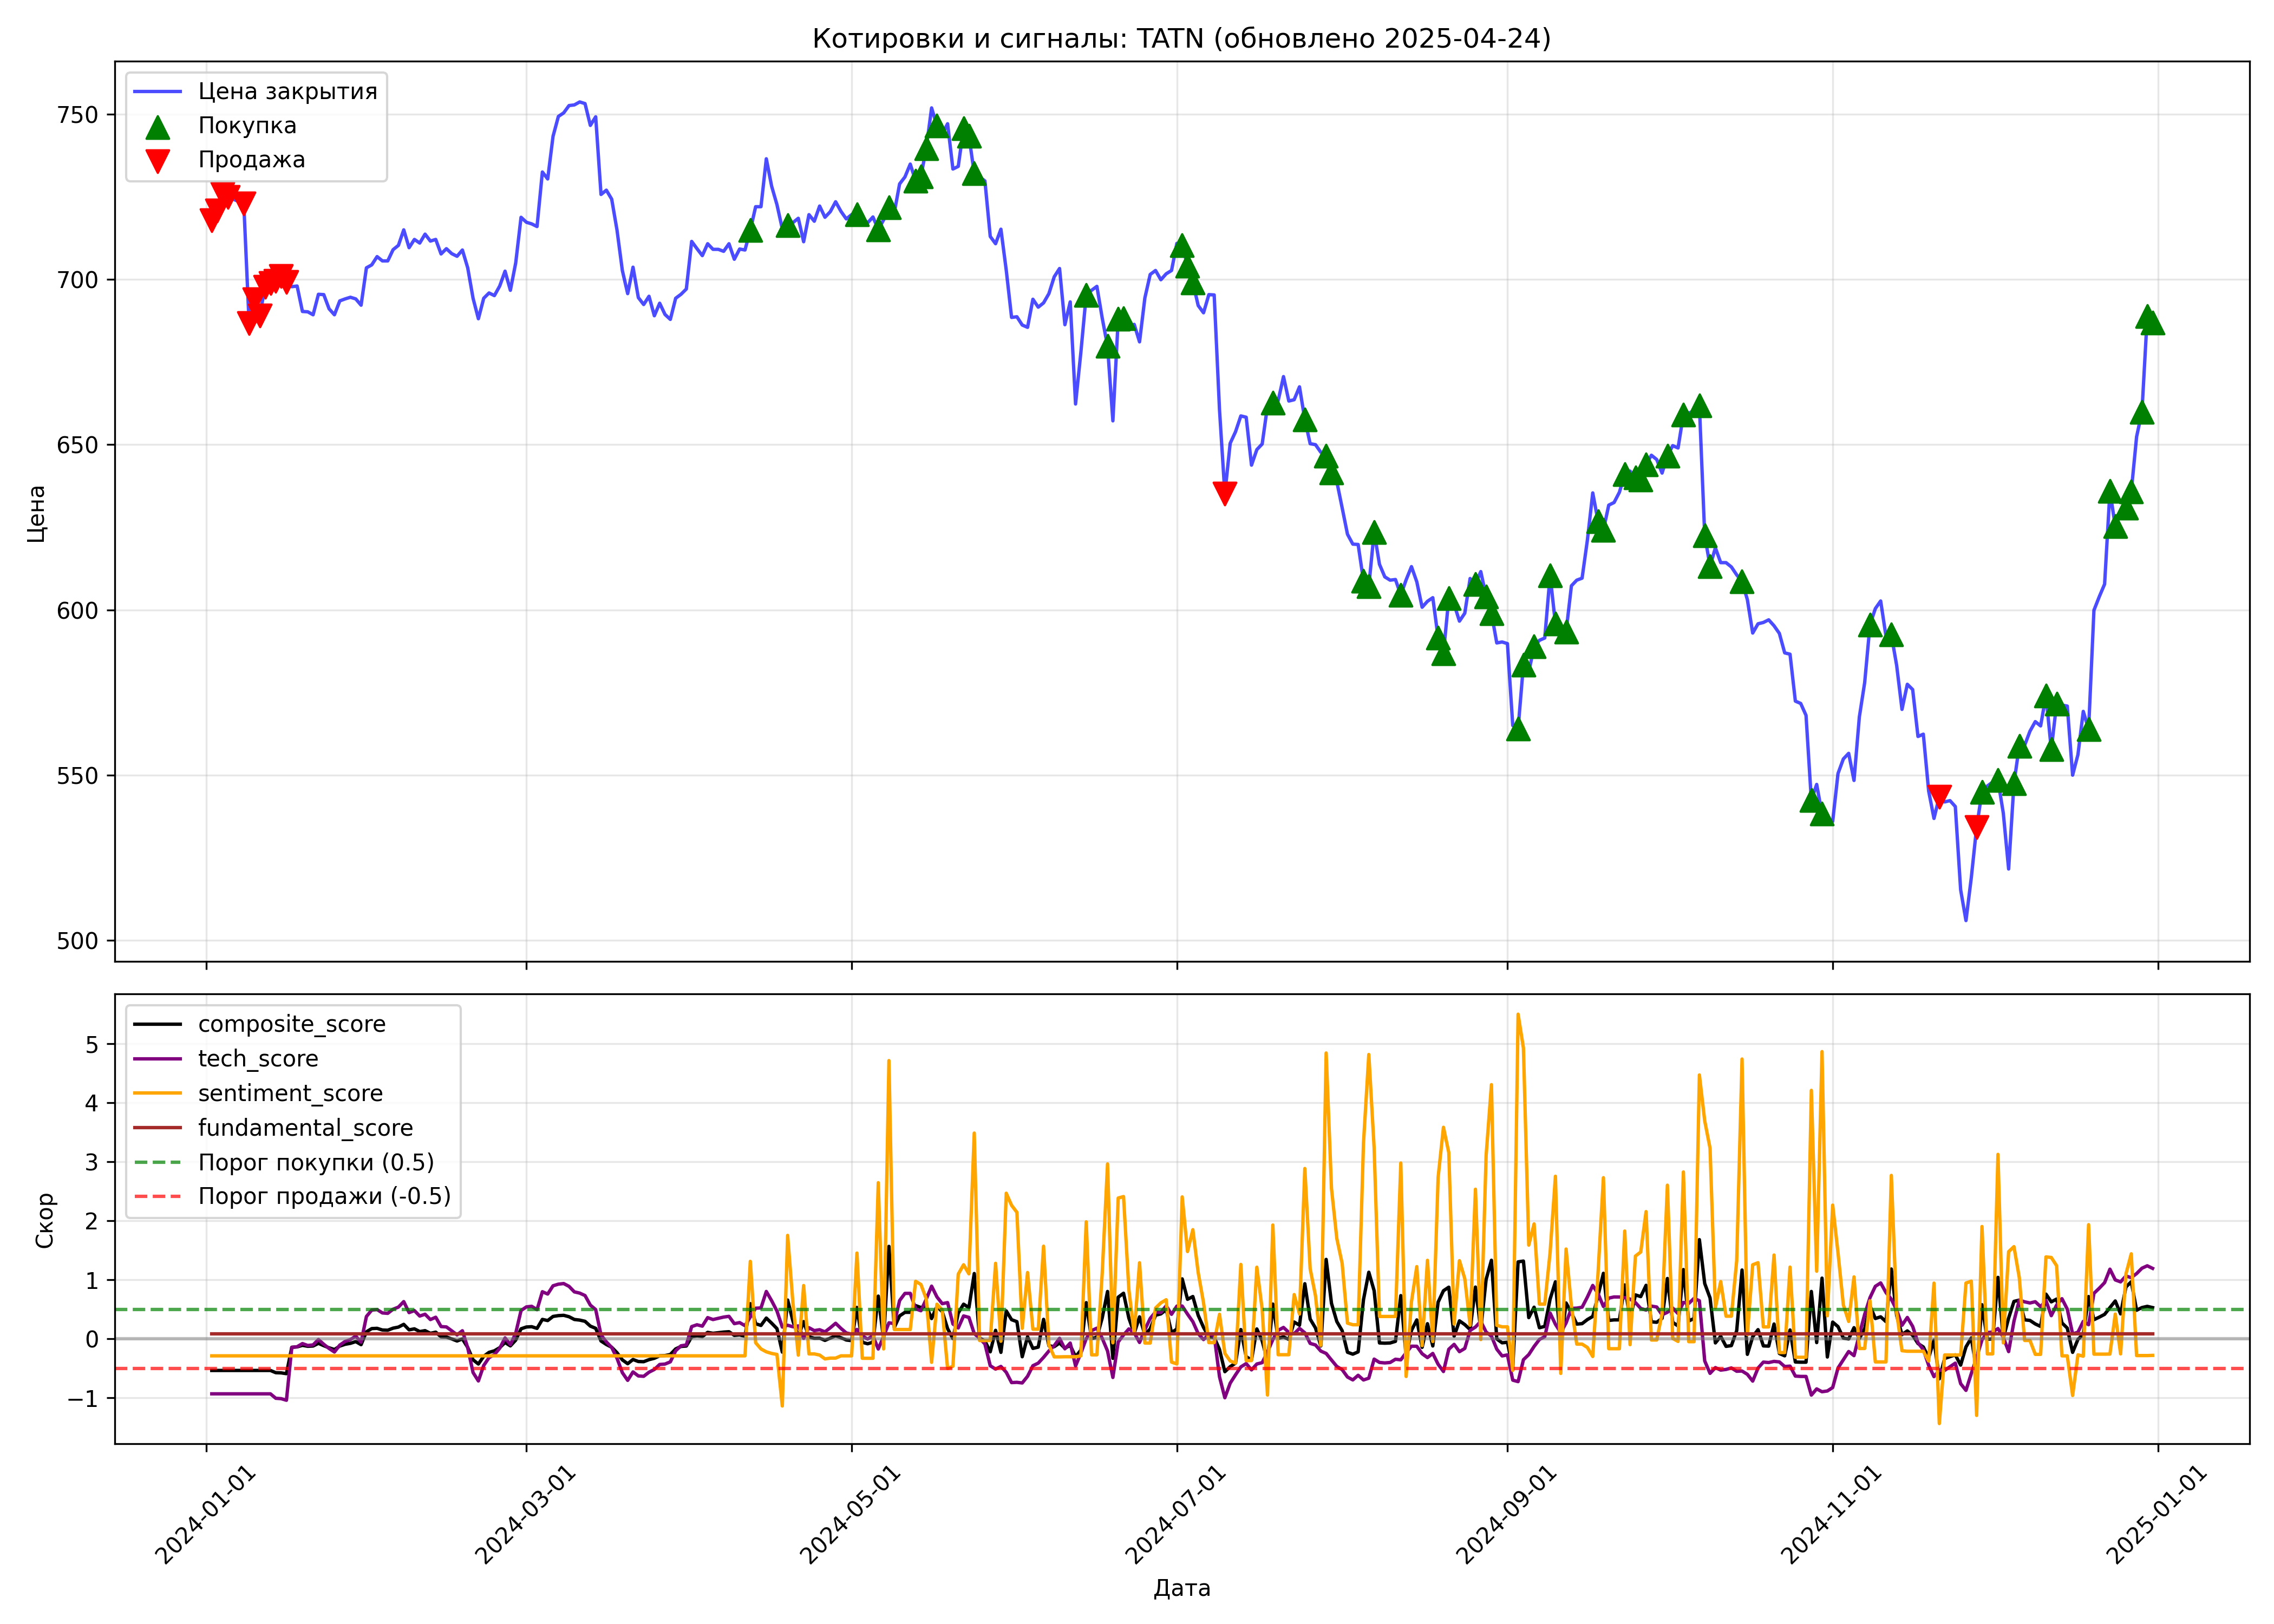 Котировки и сигналы: TATN (обновлено 2025-04-24)
Цена закрытия
Покупка
Продажа
750
700
650
600
550
500
Цена
composite_score
tech_score
sentiment_score
fundamental_score
Порог покупки (0.5)
Порог продажи (-0.5)
5
4
3
2
1
0
−1
Скор
2024-01-01
2024-03-01
2024-05-01
2024-07-01
2024-09-01
2024-11-01
2025-01-01
Дата